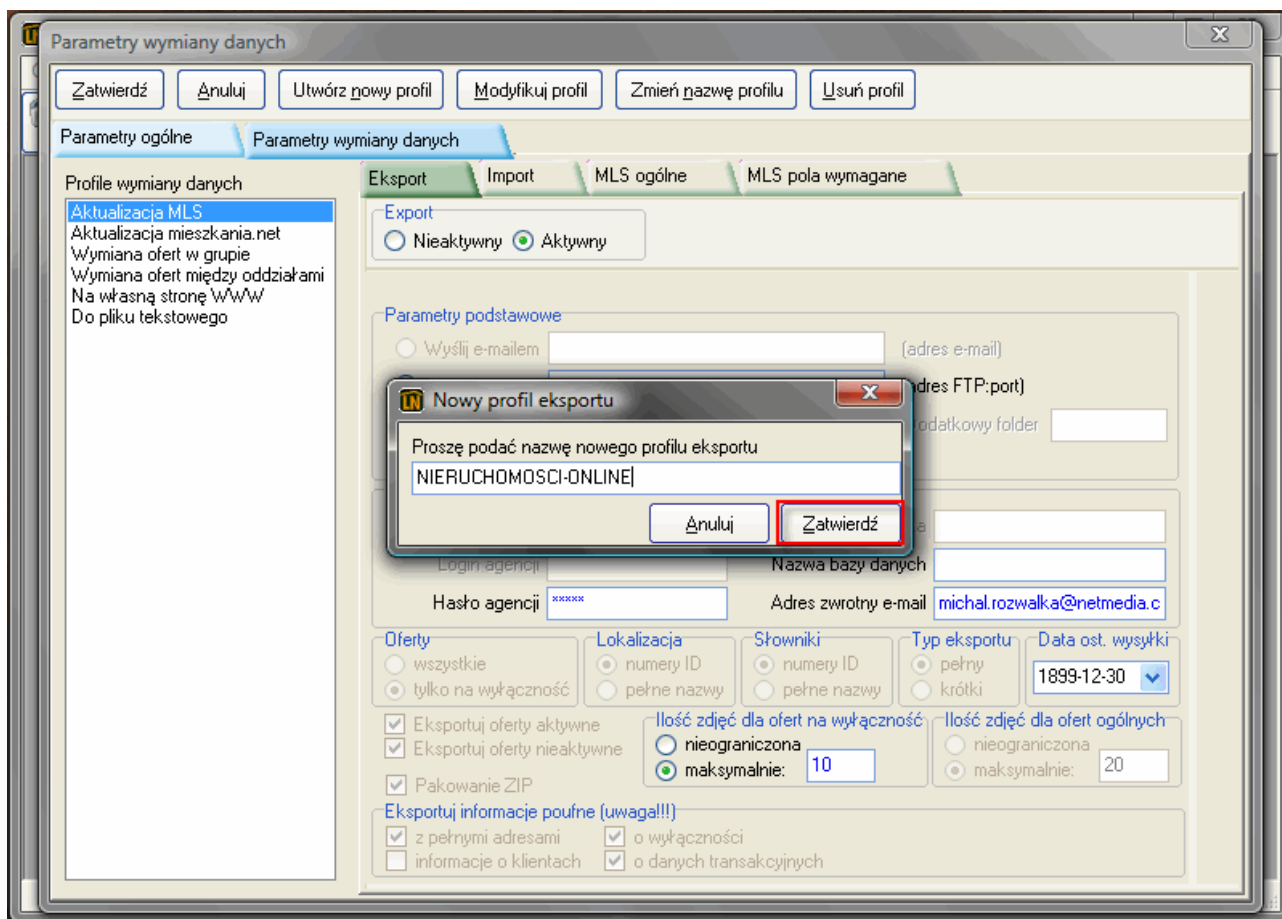 Parametry wymiany danych
Zatwierdź Anuluj Utwórz nowy profil Modyfikuj profil Zmień nazwę profilu Usuń profil
Parametry ogólne Parametry wymiany danych
Profile wymiany danych
Aktualizacja MLS
Aktualizacja mieszkania.net
Wymiana ofert w grupie
Wymiana ofert między oddziałami
Na własną stronę WWW
Do pliku tekstowego
Eksport Import MLS ogólne MLS pola wymagane
Export
Nieaktywny Aktywny
Parametry podstawowe
Wyślij e-mailem (adres e-mail)
adres FTP:port)
odatkowy folder
Nowy profil eksportu
Proszę podać nazwę nowego profilu eksportu
NIERUCHOMOSCI-ONLINE
Anuluj Zatwierdź
Login agencji Nazwa bazy danych
Hasło agencji ***** Adres zwrotny e-mail michal.rozwalka@netmedia.c
Oferty Lokalizacja Słowniki Typ eksportu Data ost. wysyłki
wszystkie numery ID numery ID pełny 1899-12-30
tylko na wyłączność pełne nazwy pełne nazwy krótki
Eksportuj oferty aktywne Ilość zdjęć dla ofert na wyłączność Ilość zdjęć dla ofert ogólnych
Eksportuj oferty nieaktywne nieograniczona nieograniczona
Pakowanie ZIP maksymalnie: 10 maksymalnie: 20
Eksportuj informacje poufne (uwaga!!!)
z pełnymi adresami o wyłączności
informacje o klientach o danych transakcyjnych